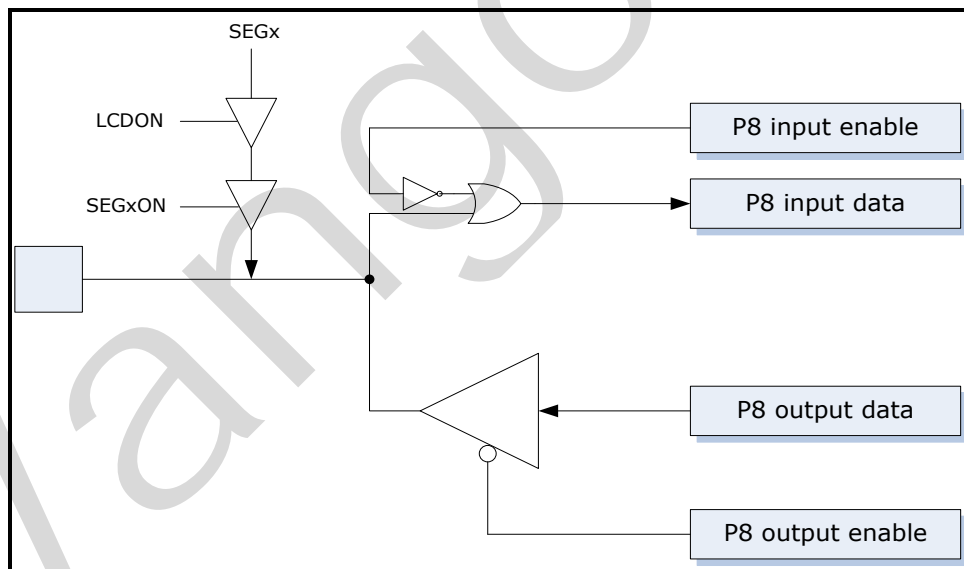 SEGx
LCDON
SEGxON
P8 input enable
P8 input data
P8 output data
P8 output enable